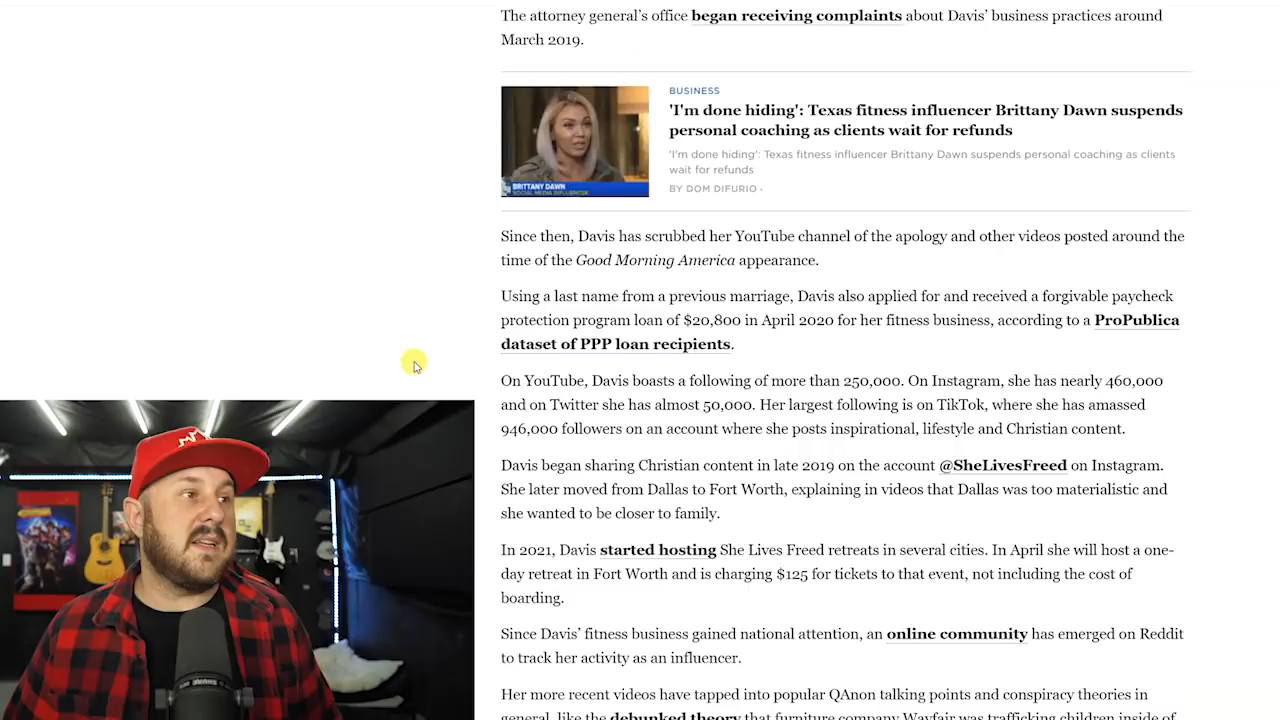 The attorney general's office began receiving complaints about Davis' business practices around
March 2019.
BUSINESS
'I'm done hiding': Texas fitness influencer Brittany Dawn suspends
personal coaching as clients wait for refunds
'I'm done hiding': Texas fitness influencer Brittany Dawn suspends personal coaching as clients
wait for refunds
BY DOM DIFURIO
BRITTANY DAWN
SOCIAL MEDIA INFLUENCER
Since then, Davis has scrubbed her YouTube channel of the apology and other videos posted around the
time of the Good Morning America appearance.
Using a last name from a previous marriage, Davis also applied for and received a forgivable paycheck
protection program loan of $20,800 in April 2020 for her fitness business, according to a ProPublica
dataset of PPP loan recipients.
On YouTube, Davis boasts a following of more than 250,000. On Instagram, she has nearly 460,000
and on Twitter she has almost 50,000. Her largest following is on TikTok, where she has amassed
946,000 followers on an account where she posts inspirational, lifestyle and Christian content.
Davis began sharing Christian content in late 2019 on the account @SheLivesFreed on Instagram.
She later moved from Dallas to Fort Worth, explaining in videos that Dallas was too materialistic and
she wanted to be closer to family.
In 2021, Davis started hosting She Lives Freed retreats in several cities. In April she will host a one-
day retreat in Fort Worth and is charging $125 for tickets to that event, not including the cost of
boarding.
Since Davis' fitness business gained national attention, an online community has emerged on Reddit
to track her activity as an influencer.
Her more recent videos have tapped into popular QAnon talking points and conspiracy theories in
general, like the debunked theory that furniture company Wayfair was trafficking children inside of